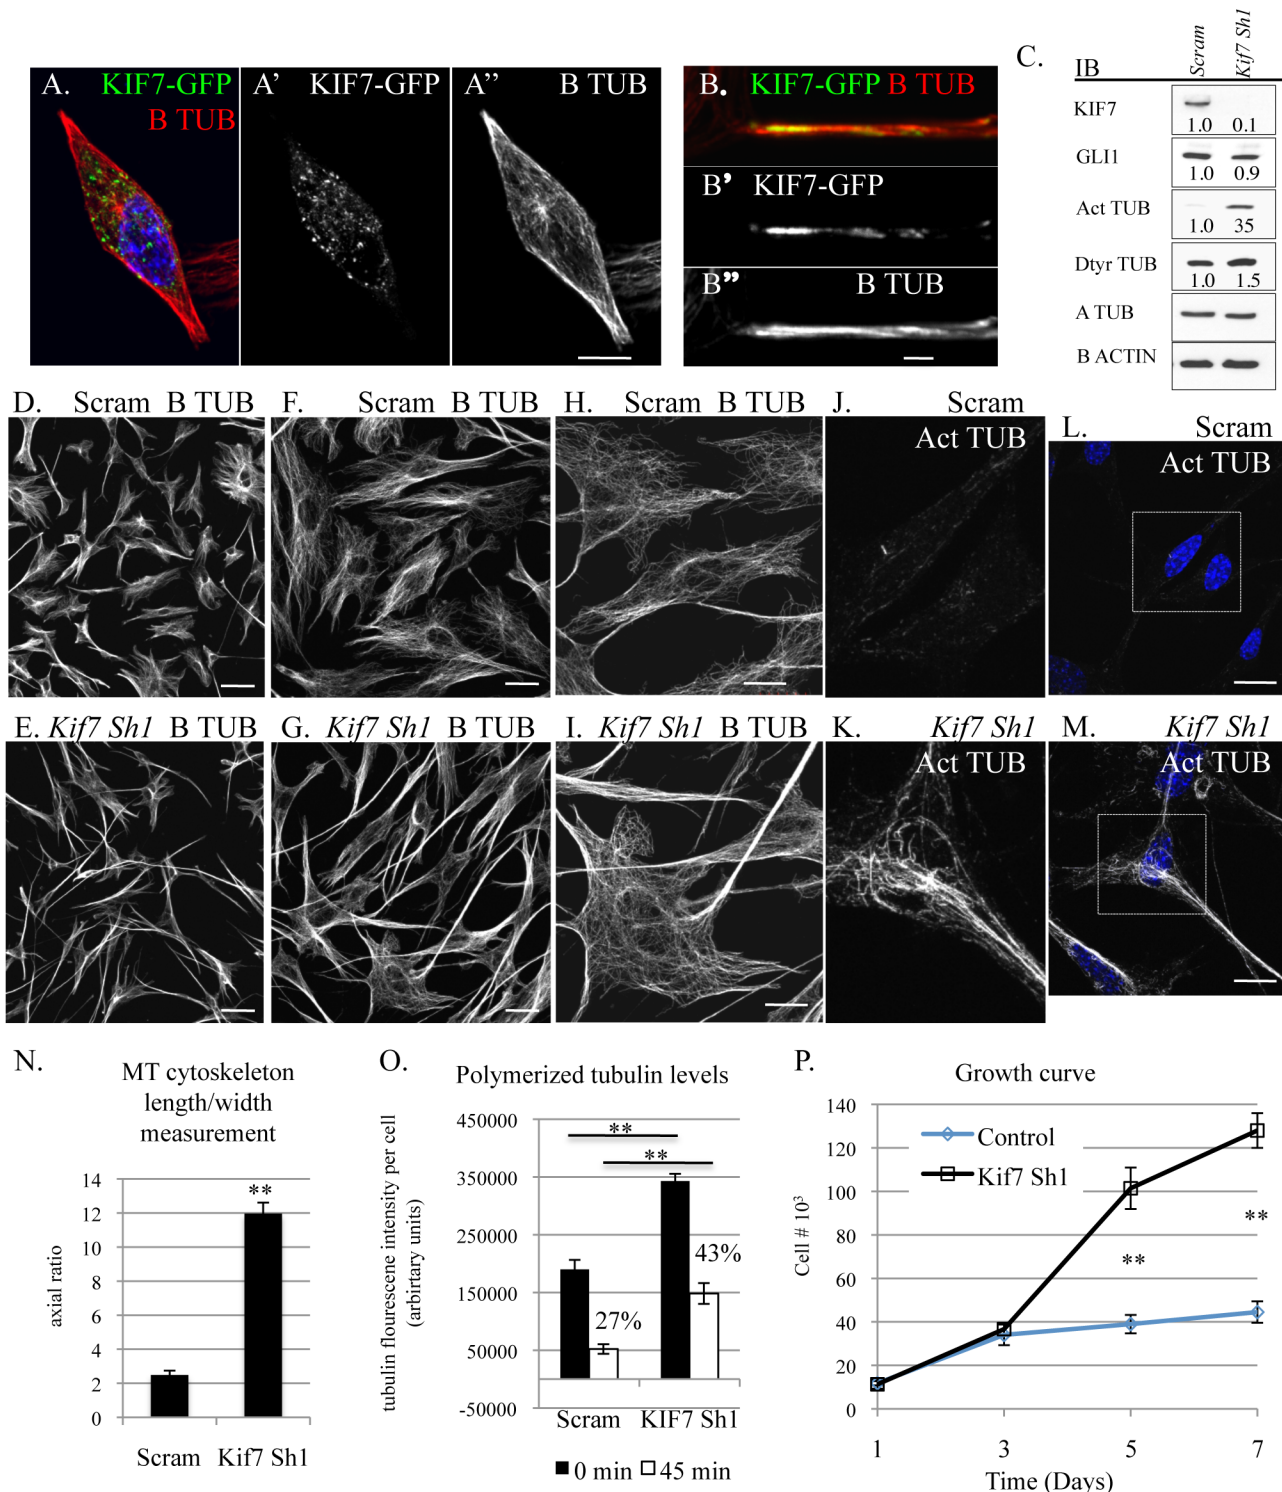 A. KIF7-GFP
B TUB
A' KIF7-GFP
A" B TUB
B. KIF7-GFP B TUB
B' KIF7-GFP
B" B TUB
C.
IB Scram Kif7 Sh1
KIF7
1.0 0.1
GLI1
1.0 0.9
Act TUB
1.0 35
Dtyr TUB
1.0 1.5
A TUB
B ACTIN
D. Scram B TUB
F. Scram B TUB
H. Scram B TUB
J. Scram
Act TUB
L. Scram
Act TUB
E. Kif7 Sh1 B TUB
G. Kif7 Sh1 B TUB
I. Kif7 Sh1 B TUB
K. Kif7 Sh1
Act TUB
M. Kif7 Sh1
Act TUB
N.
MT cytoskeleton
length/width
measurement
axial ratio
14
12
10
8
6
4
2
0
**
Scram Kif7 Sh1
O.
Polymerized tubulin levels
tubulin flourescene intensity per cell
(arbirtary units)
450000
350000
250000
150000
50000
-50000
**
**
27%
43%
Scram KIF7 Sh1
0 min 45 min
P.
Growth curve
Cell # 10³
140
120
100
80
60
40
20
0
Control
Kif7 Sh1
**
**
1 3 5 7
Time (Days)